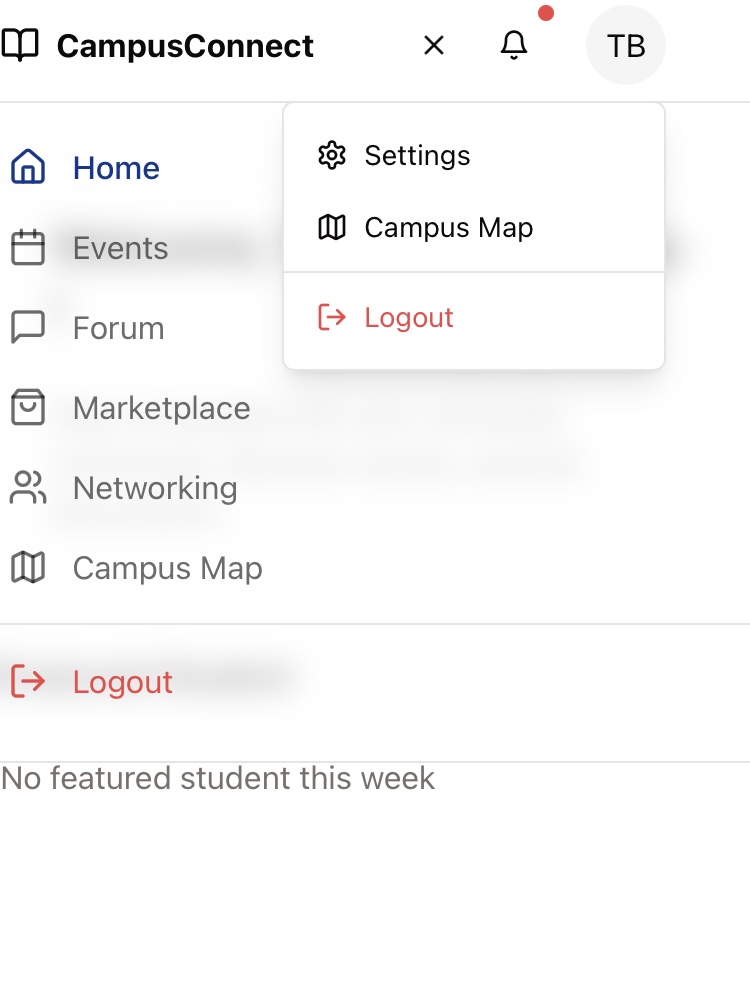 CampusConnect
TB
Settings
Campus Map
Logout
Home
Events
Forum
Marketplace
Networking
Campus Map
Logout
No featured student this week